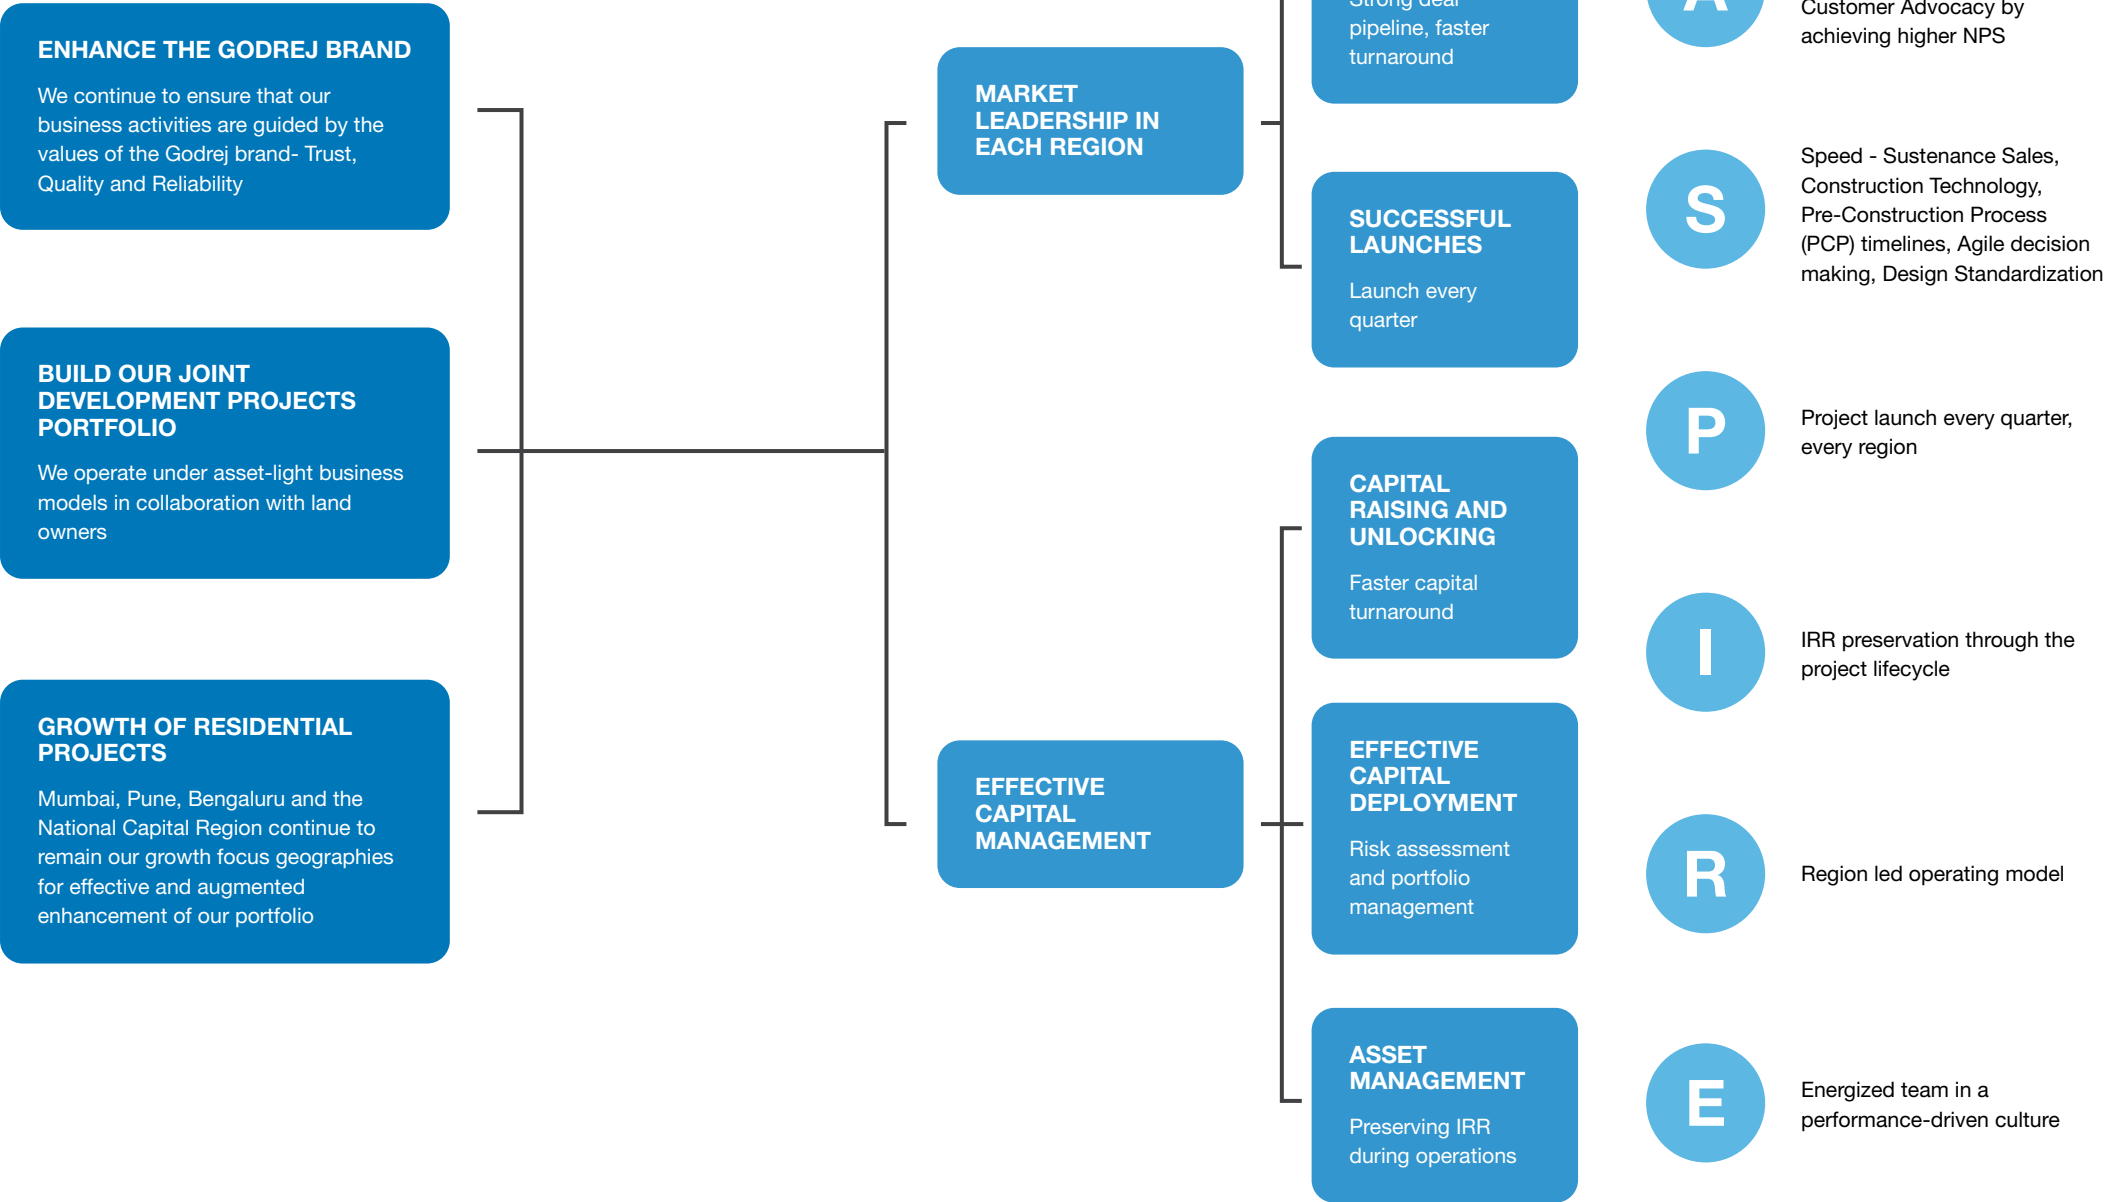 ENHANCE THE GODREJ BRAND
We continue to ensure that our
business activities are guided by the
values of the Godrej brand- Trust,
Quality and Reliability
BUILD OUR JOINT
DEVELOPMENT PROJECTS
PORTFOLIO
We operate under asset-light business
models in collaboration with land
owners
GROWTH OF RESIDENTIAL
PROJECTS
Mumbai, Pune, Bengaluru and the
National Capital Region continue to
remain our growth focus geographies
for effective and augmented
enhancement of our portfolio
MARKET
LEADERSHIP IN
EACH REGION
EFFECTIVE
CAPITAL
MANAGEMENT
Strong deal
pipeline, faster
turnaround
SUCCESSFUL
LAUNCHES
Launch every
quarter
CAPITAL
RAISING AND
UNLOCKING
Faster capital
turnaround
EFFECTIVE
CAPITAL
DEPLOYMENT
Risk assessment
and portfolio
management
ASSET
MANAGEMENT
Preserving IRR
during operations
A
Customer Advocacy by
achieving higher NPS
S
Speed - Sustenance Sales,
Construction Technology,
Pre-Construction Process
(PCP) timelines, Agile decision
making, Design Standardization
P
Project launch every quarter,
every region
I
IRR preservation through the
project lifecycle
R
Region led operating model
E
Energized team in a
performance-driven culture